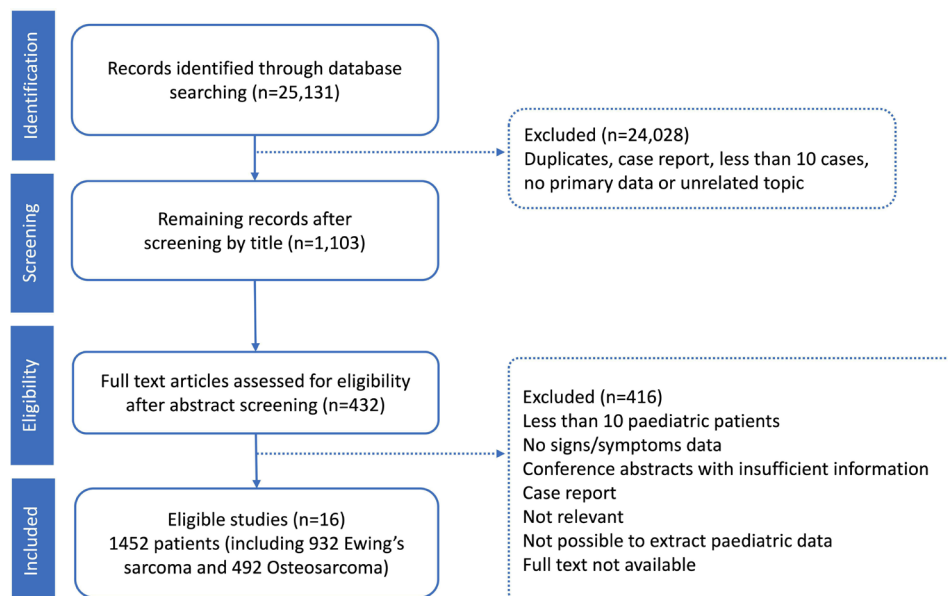 Identification
Records identified through database
searching (n=25,131)
Excluded (n=24,028)
Duplicates, case report, less than 10 cases,
no primary data or unrelated topic
Screening
Remaining records after
screening by title (n=1,103)
Eligibility
Full text articles assessed for eligibility
after abstract screening (n=432)
Excluded (n=416)
Less than 10 paediatric patients
No signs/symptoms data
Conference abstracts with insufficient information
Case report
Not relevant
Not possible to extract paediatric data
Full text not available
Included
Eligible studies (n=16)
1452 patients (including 932 Ewing’s
sarcoma and 492 Osteosarcoma)